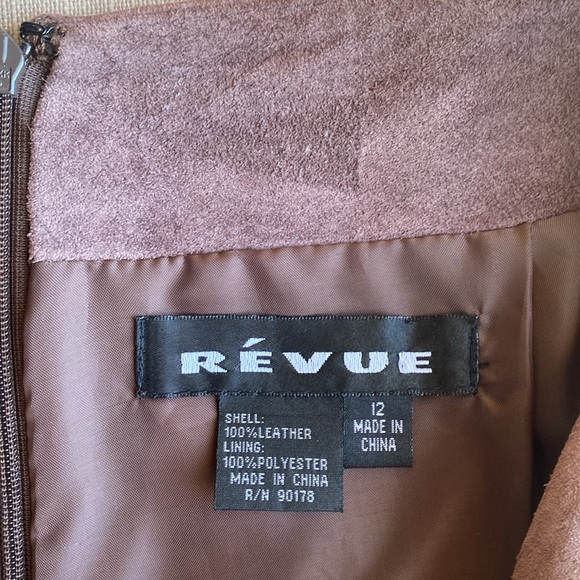 RÉVUE
SHELL:
100%LEATHER
LINING:
100%POLYESTER
MADE IN CHINA
R/N 90178
12
MADE IN
CHINA